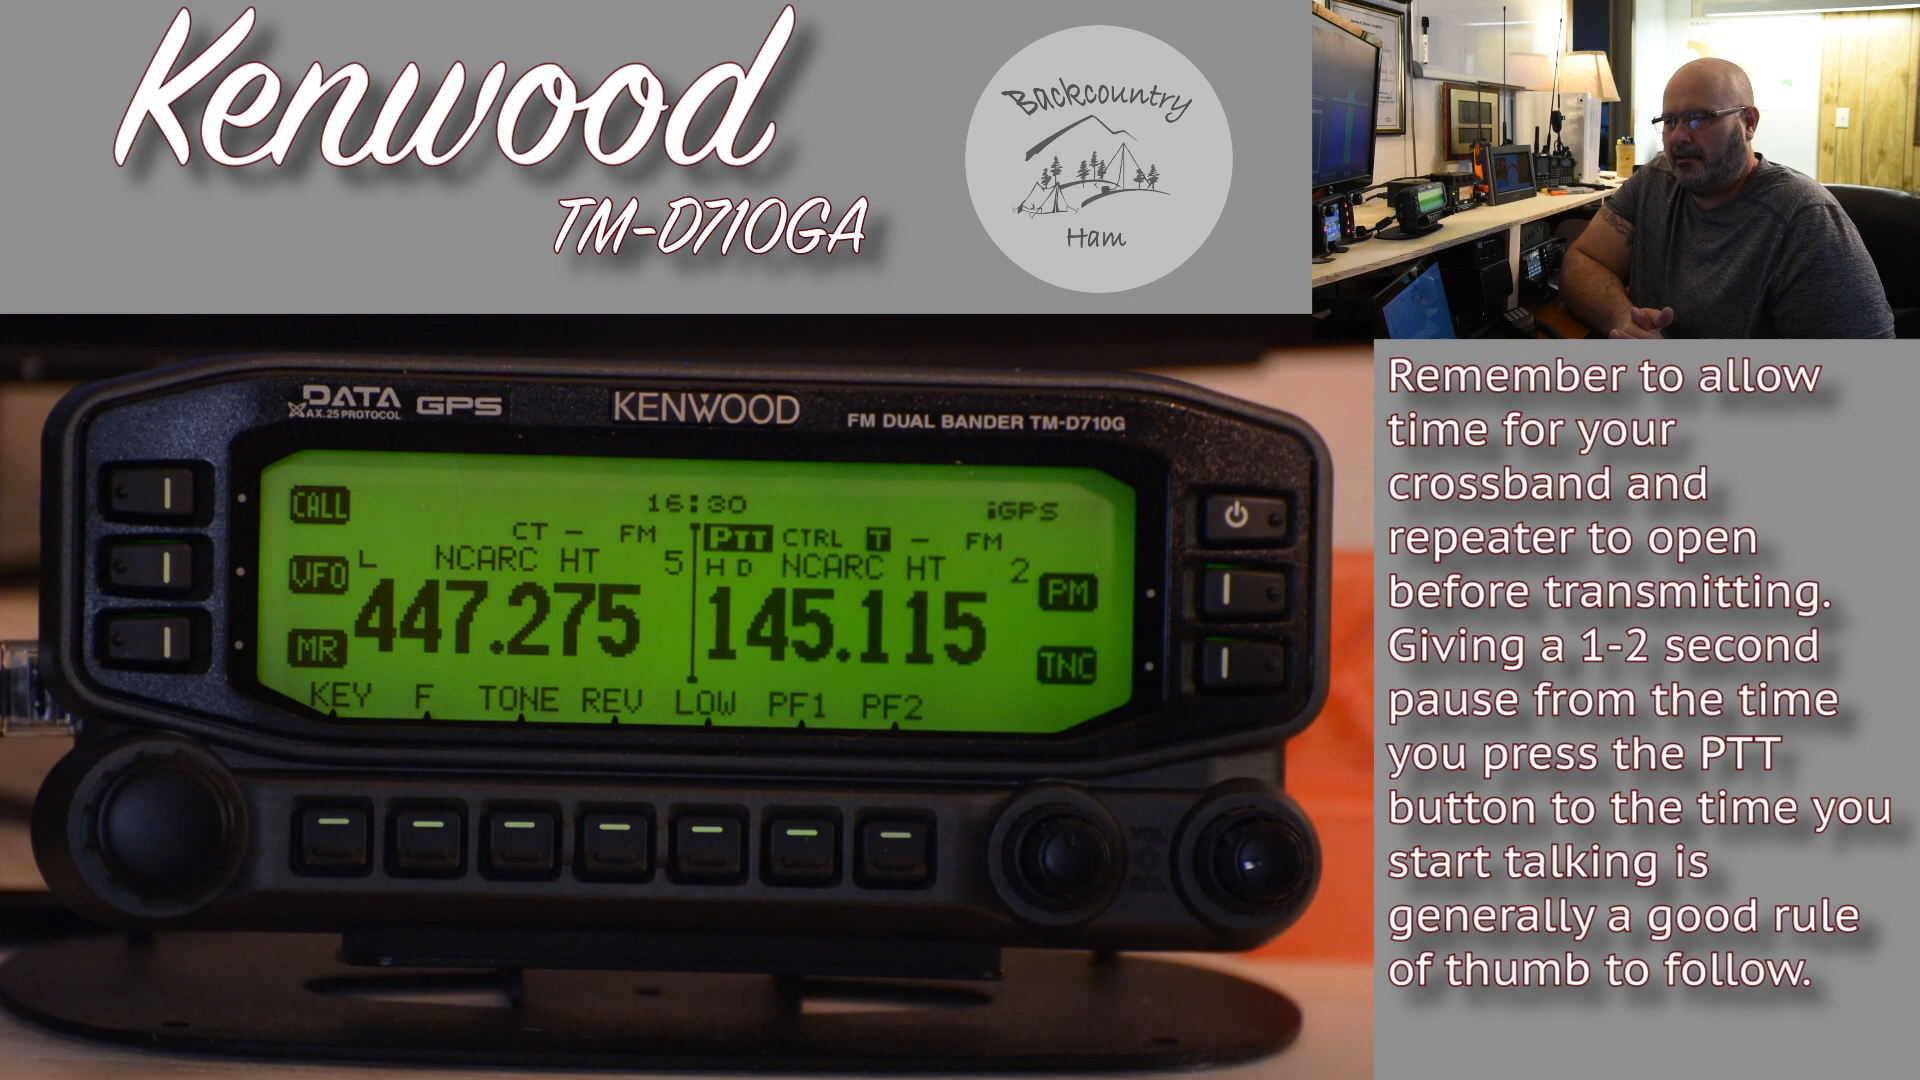 Kenwood
TM-D710GA
Backcountry
Ham
DATA
AX.25 PROTOCOL
GPS
KENWOOD
FM DUAL BANDER TM-D710G
CALL
16:30
iGPS
CT - FM
PTT CTRL T - FM
L NCARC HT 5
H D NCARC HT 2
VFO
447.275
145.115
PM
MR
TNC
KEY F TONE REV LOW PF1 PF2
Remember to allow
time for your
crossband and
repeater to open
before transmitting.
Giving a 1-2 second
pause from the time
you press the PTT
button to the time you
start talking is
generally a good rule
of thumb to follow.